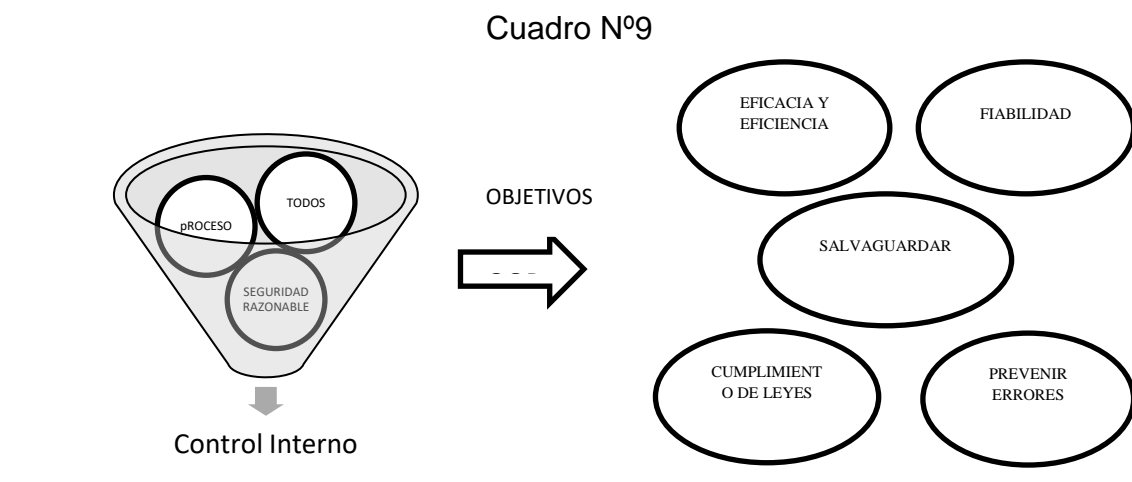 Cuadro Nº9
pROCESO
TODOS
SEGURIDAD
RAZONABLE
Control Interno
OBJETIVOS
EFICACIA Y
EFICIENCIA
FIABILIDAD
SALVAGUARDAR
CUMPLIMIENT
O DE LEYES
PREVENIR
ERRORES